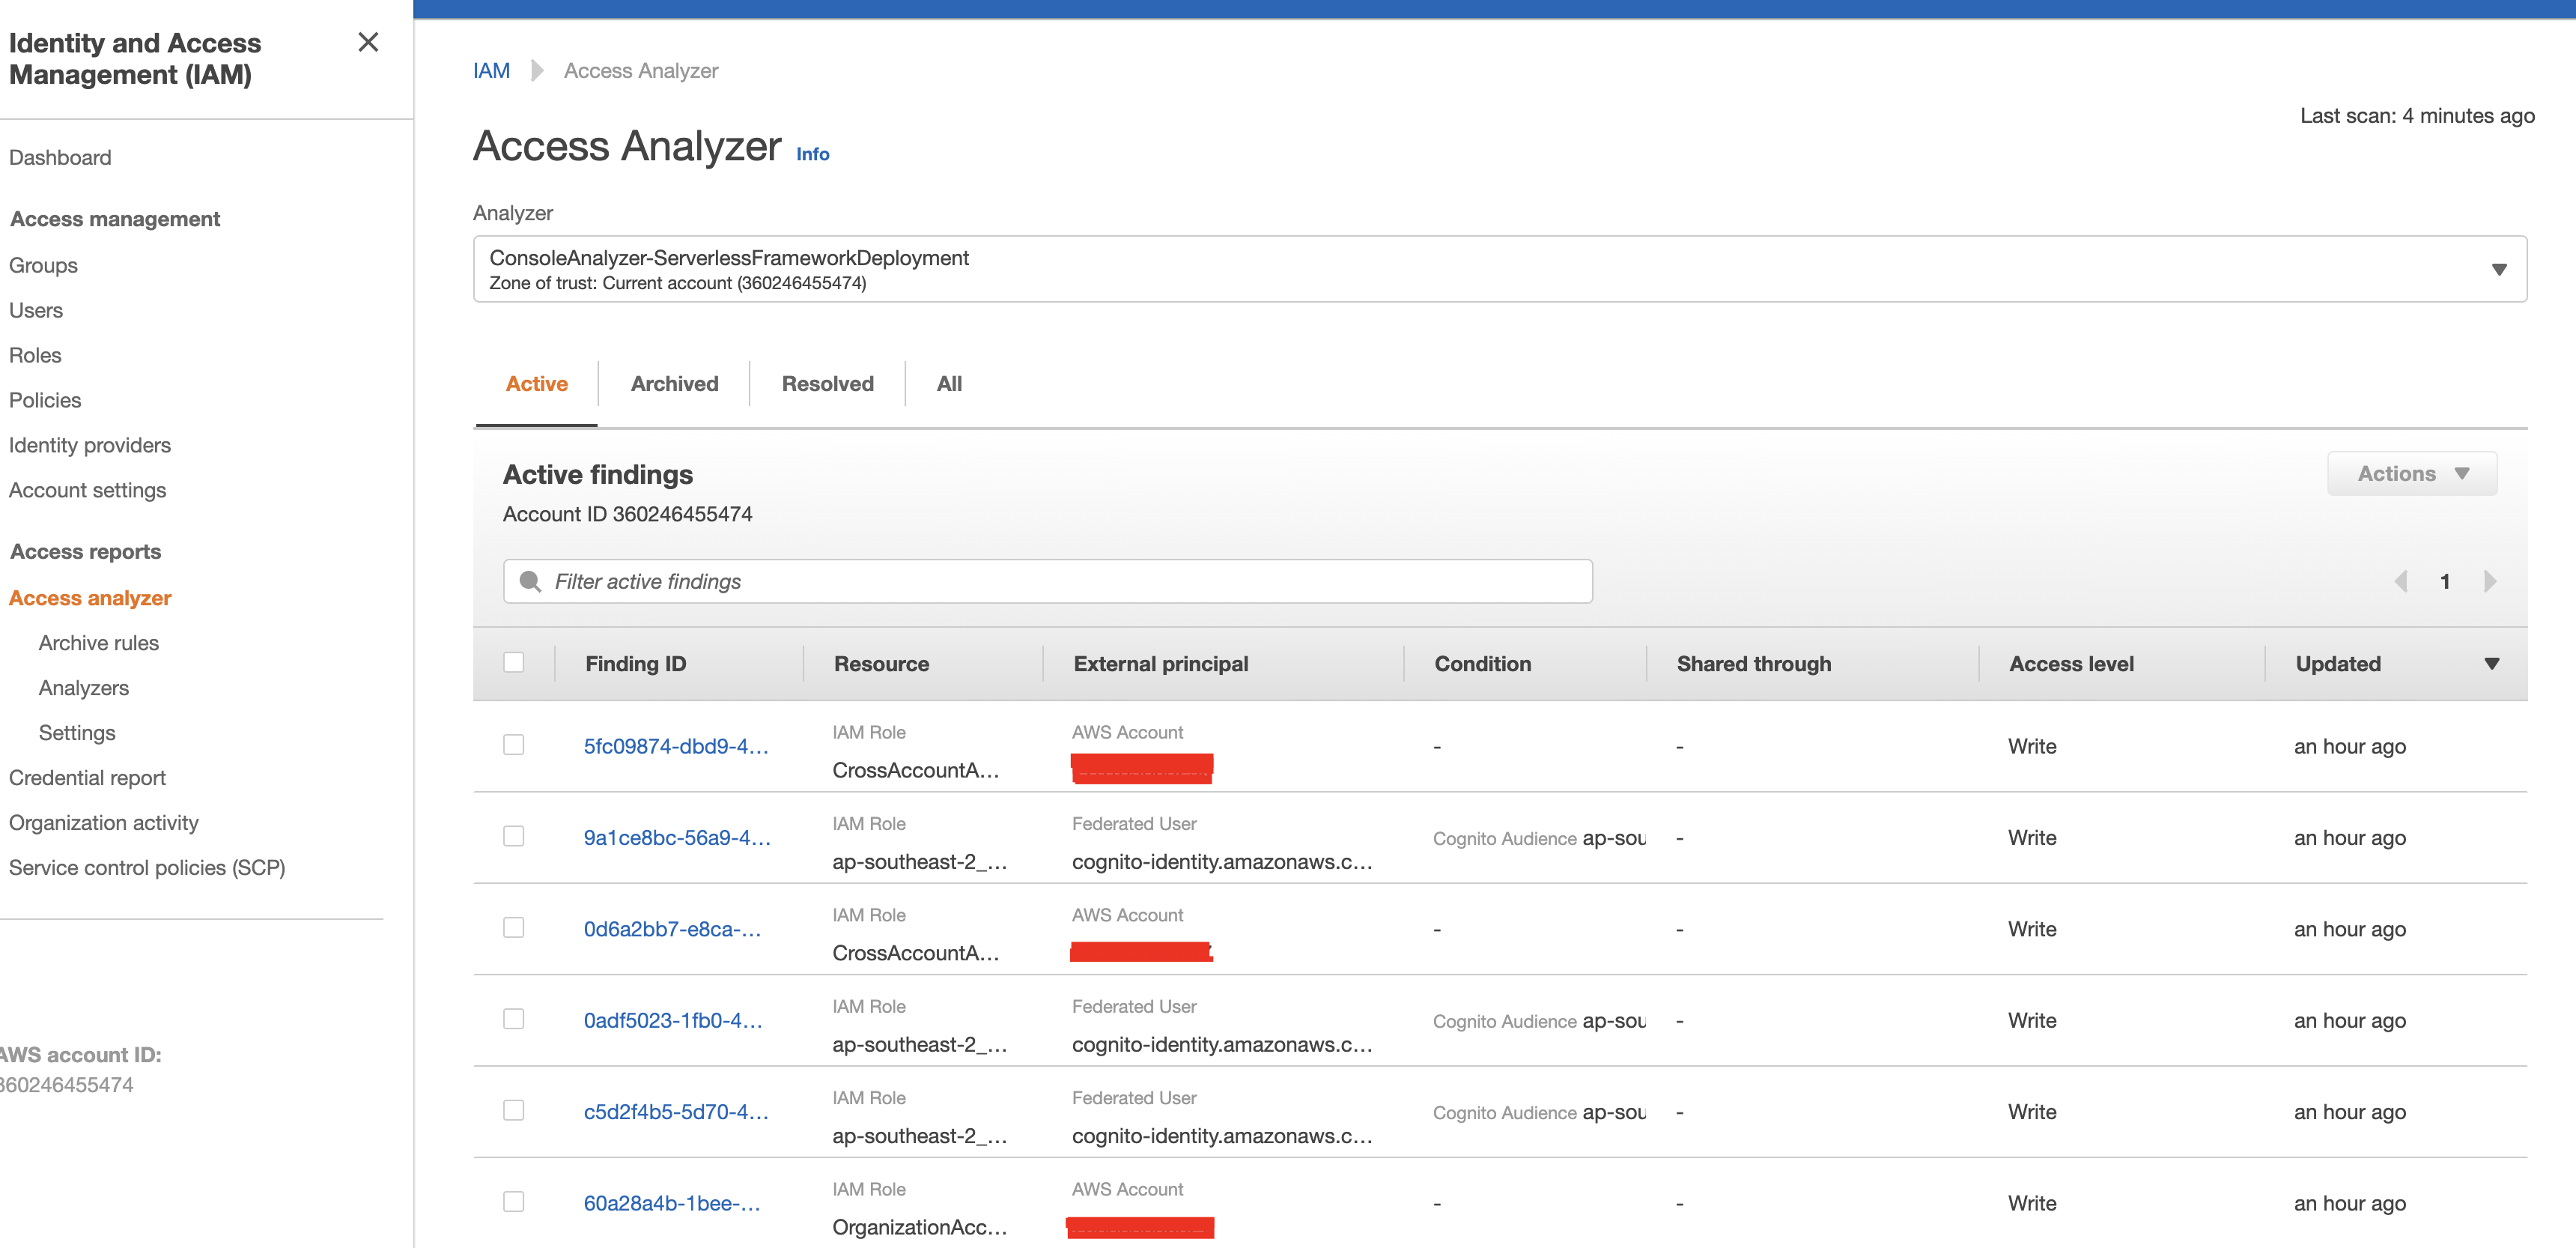 Identity and Access
Management (IAM)
Dashboard
Access management
Groups
Users
Roles
Policies
Identity providers
Account settings
Access reports
Access analyzer
Archive rules
Analyzers
Settings
Credential report
Organization activity
Service control policies (SCP)
AWS account ID:
360246455474
IAM Access Analyzer
Last scan: 4 minutes ago
Access Analyzer Info
Analyzer
ConsoleAnalyzer-ServerlessFrameworkDeployment
Zone of trust: Current account (360246455474)
Active Archived Resolved All
Active findings
Actions
Account ID 360246455474
Filter active findings
1
Finding ID Resource External principal Condition Shared through Access level Updated
IAM Role AWS Account
5fc09874-dbd9-4... - - Write an hour ago
CrossAccountA...
IAM Role Federated User
9a1ce8bc-56a9-4... Cognito Audience ap-sou - Write an hour ago
ap-southeast-2_... cognito-identity.amazonaws.c...
IAM Role AWS Account
0d6a2bb7-e8ca-... - - Write an hour ago
CrossAccountA...
IAM Role Federated User
0adf5023-1fb0-4... Cognito Audience ap-sou - Write an hour ago
ap-southeast-2_... cognito-identity.amazonaws.c...
IAM Role Federated User
c5d2f4b5-5d70-4... Cognito Audience ap-sou - Write an hour ago
ap-southeast-2_... cognito-identity.amazonaws.c...
IAM Role AWS Account
60a28a4b-1bee-... - - Write an hour ago
OrganizationAcc...